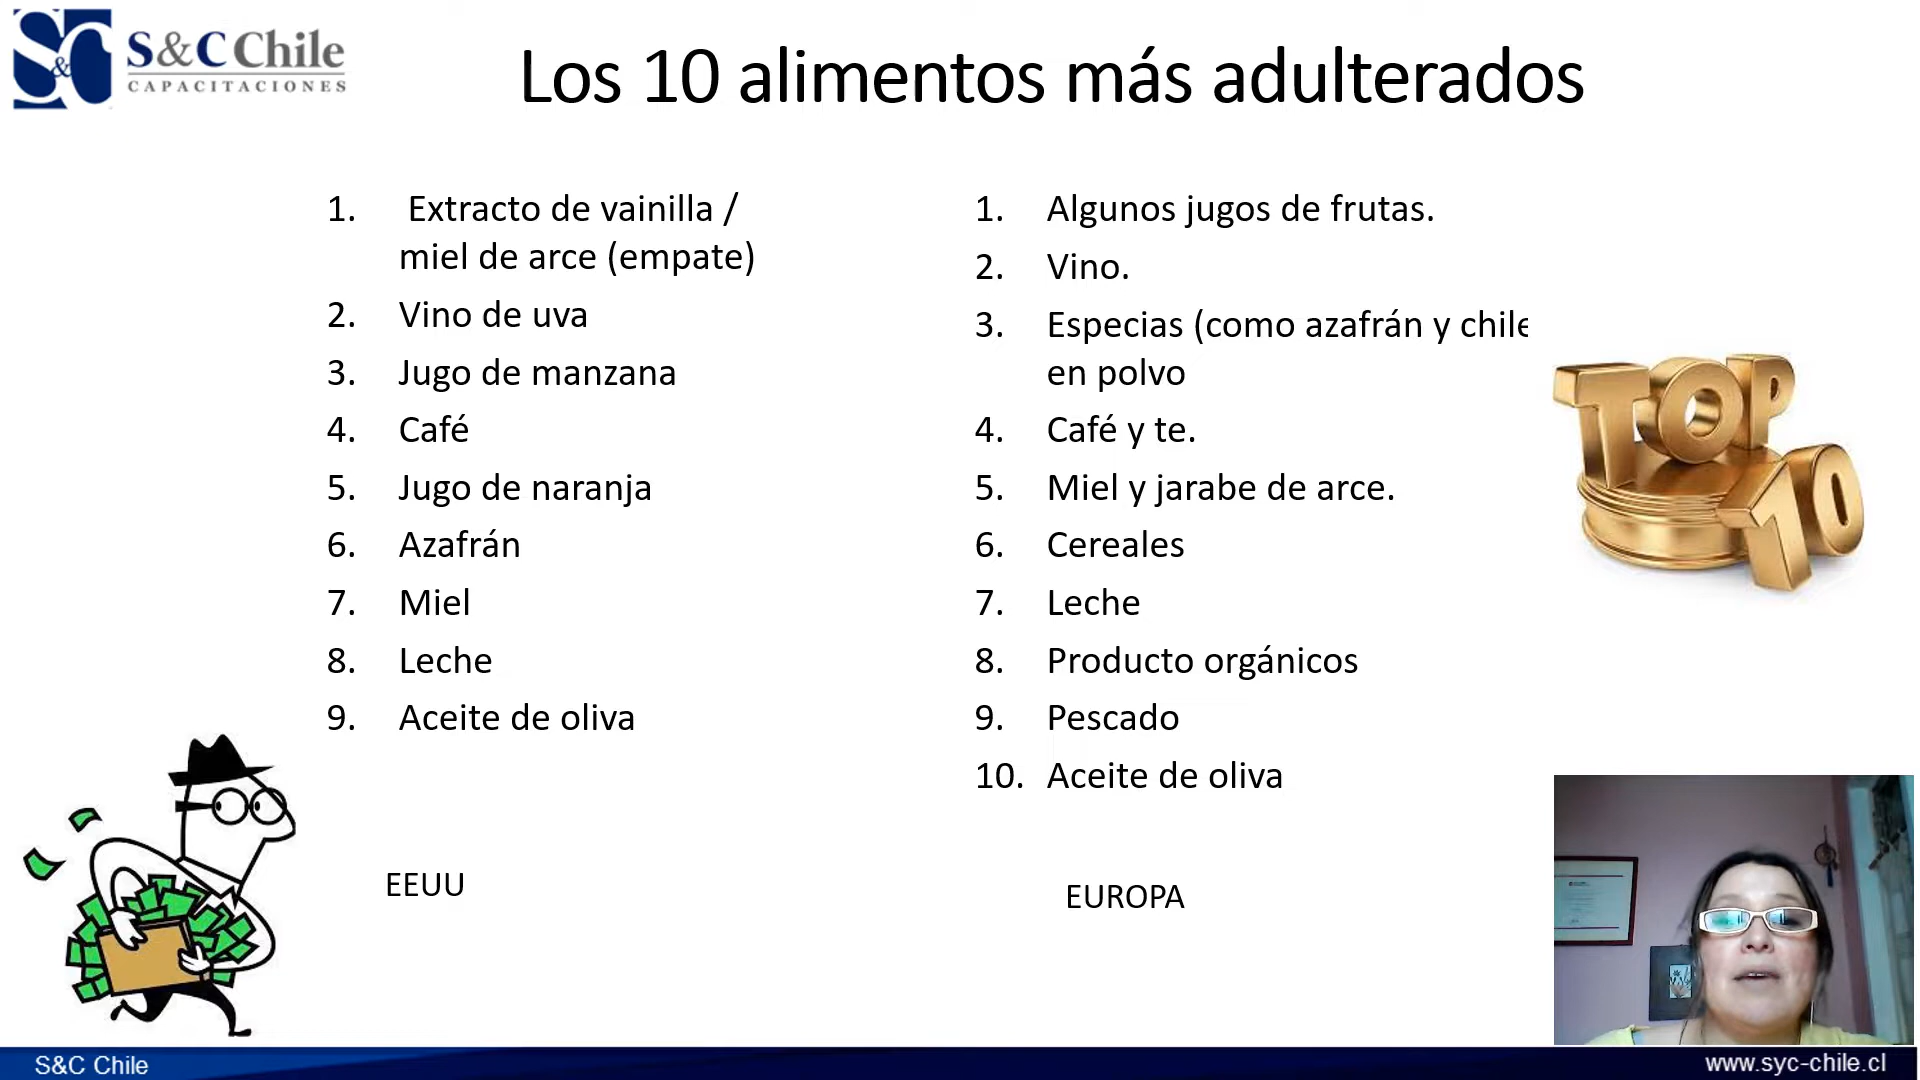 S&C Chile
CAPACITACIONES
Los 10 alimentos más adulterados
1. Extracto de vainilla /
miel de arce (empate)
2. Vino de uva
3. Jugo de manzana
4. Café
5. Jugo de naranja
6. Azafrán
7. Miel
8. Leche
9. Aceite de oliva
EEUU
1. Algunos jugos de frutas.
2. Vino.
3. Especias (como azafrán y chile
en polvo
4. Café y te.
5. Miel y jarabe de arce.
6. Cereales
7. Leche
8. Producto orgánicos
9. Pescado
10. Aceite de oliva
EUROPA
TOP
10
S&C Chile
www.syc-chile.cl